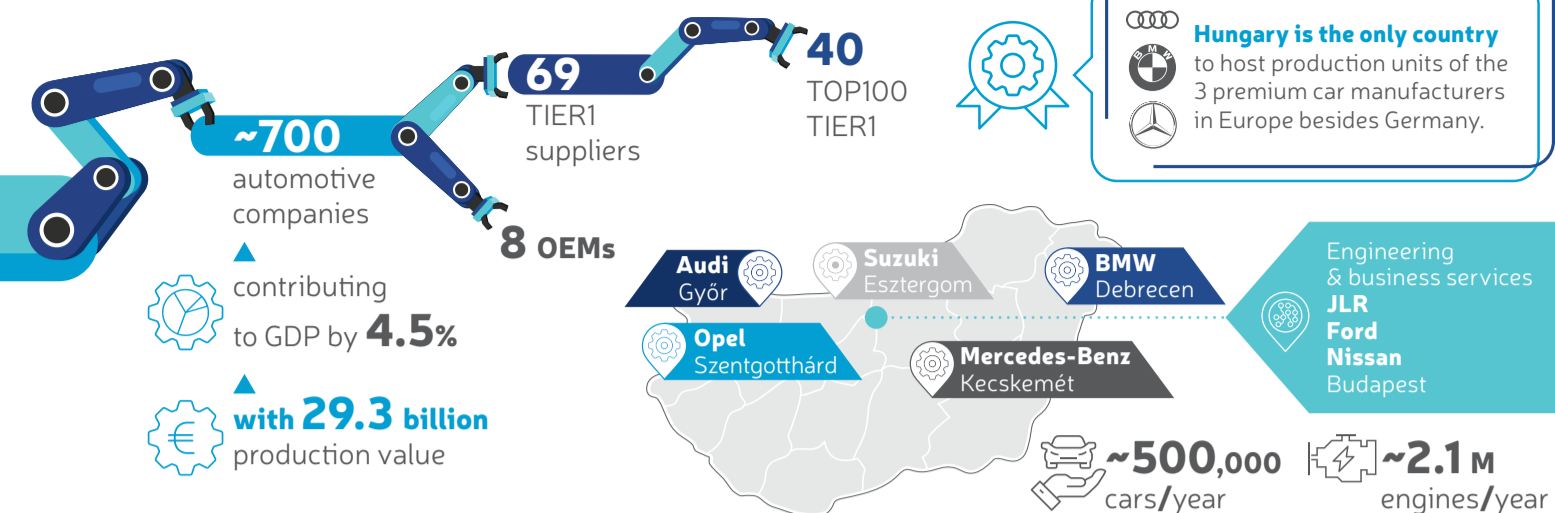 ~700
automotive
companies
contributing
to GDP by 4.5%
€
with 29.3 billion
production value
69
TIER1
suppliers
8 OEMs
40
TOP100
TIER1
BMW
Hungary is the only country
to host production units of the
3 premium car manufacturers
in Europe besides Germany.
Audi
Győr
Suzuki
Esztergom
BMW
Debrecen
Opel
Szentgotthárd
Mercedes-Benz
Kecskemét
Engineering
& business services
JLR
Ford
Nissan
Budapest
~500,000
cars/year
~2.1 M
engines/year